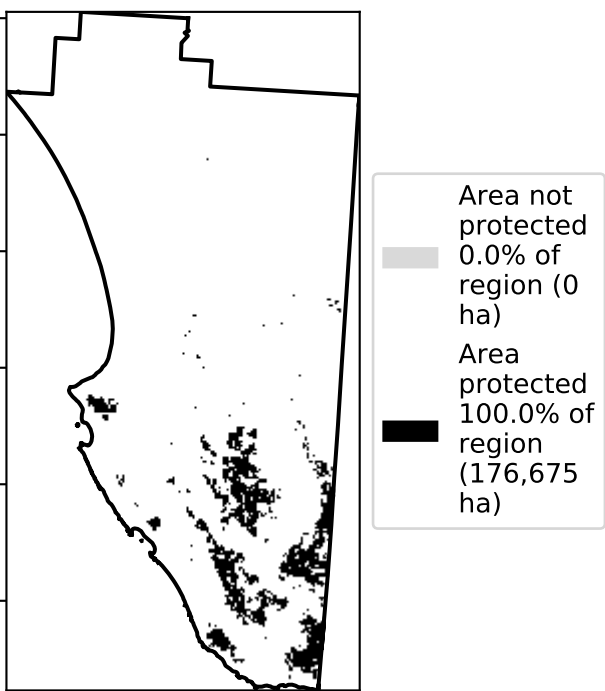 Area not
protected
0.0% of
region (0
ha)
Area
protected
100.0% of
region
(176,675
ha)